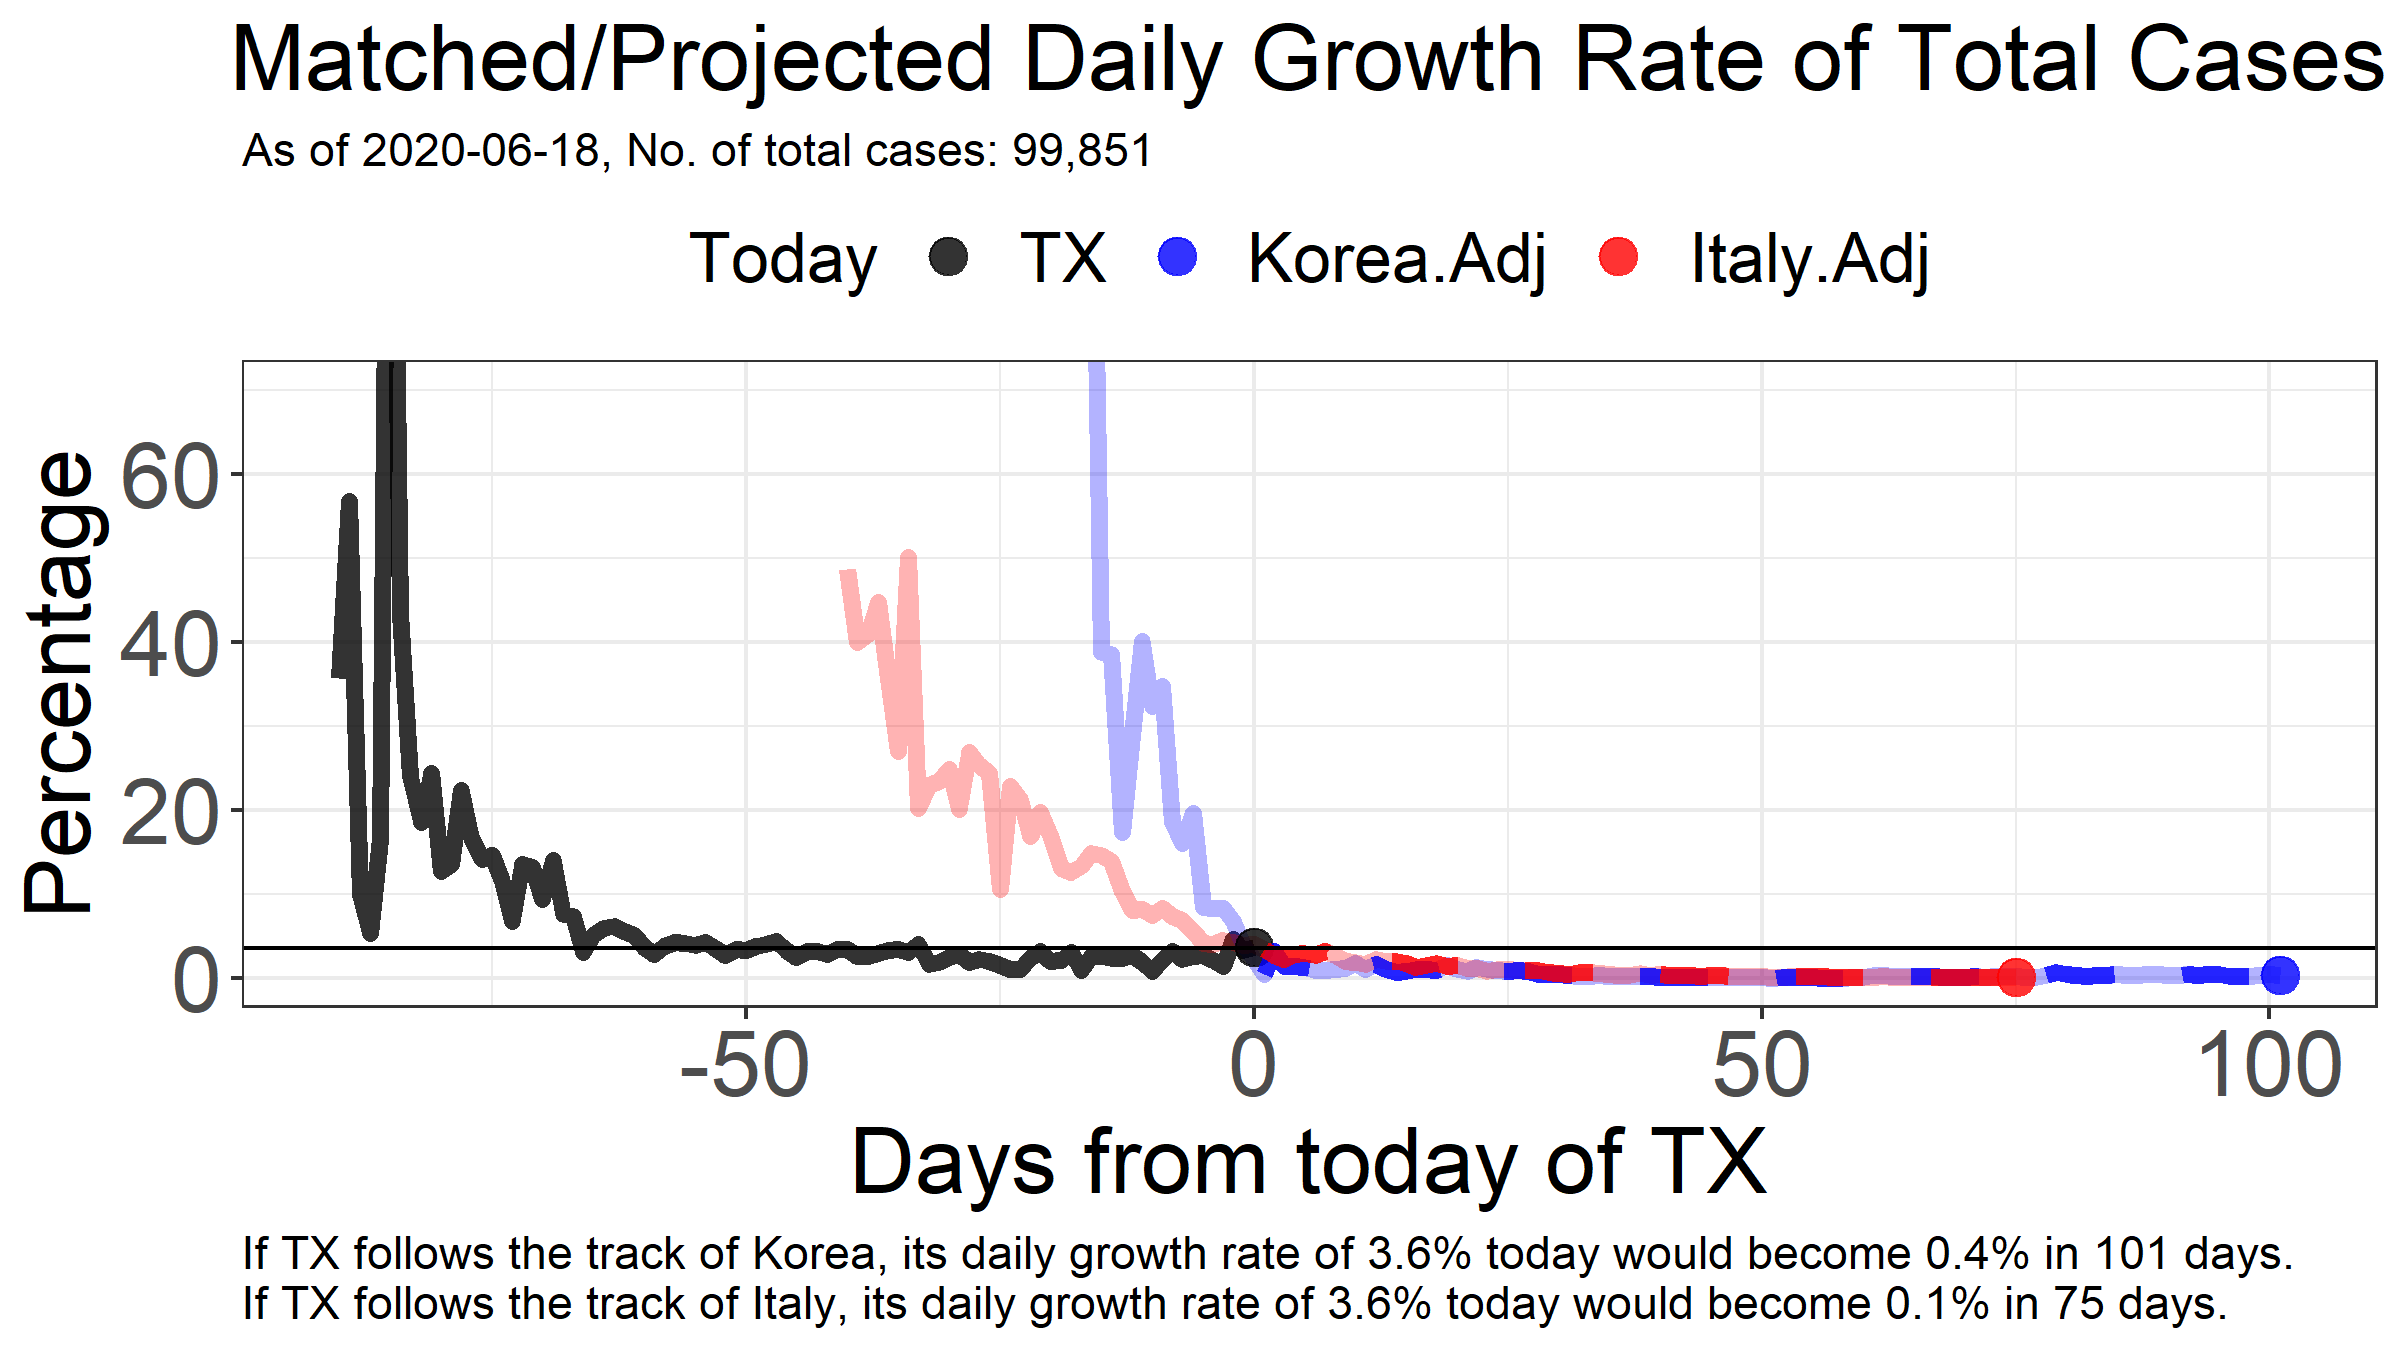 Matched/Projected Daily Growth Rate of Total Cases
As of 2020-06-18, No. of total cases: 99,851
Today TX Korea.Adj Italy.Adj
Percentage
60
40
20
0
-50 0 50 100
Days from today of TX
If TX follows the track of Korea, its daily growth rate of 3.6% today would become 0.4% in 101 days.
If TX follows the track of Italy, its daily growth rate of 3.6% today would become 0.1% in 75 days.